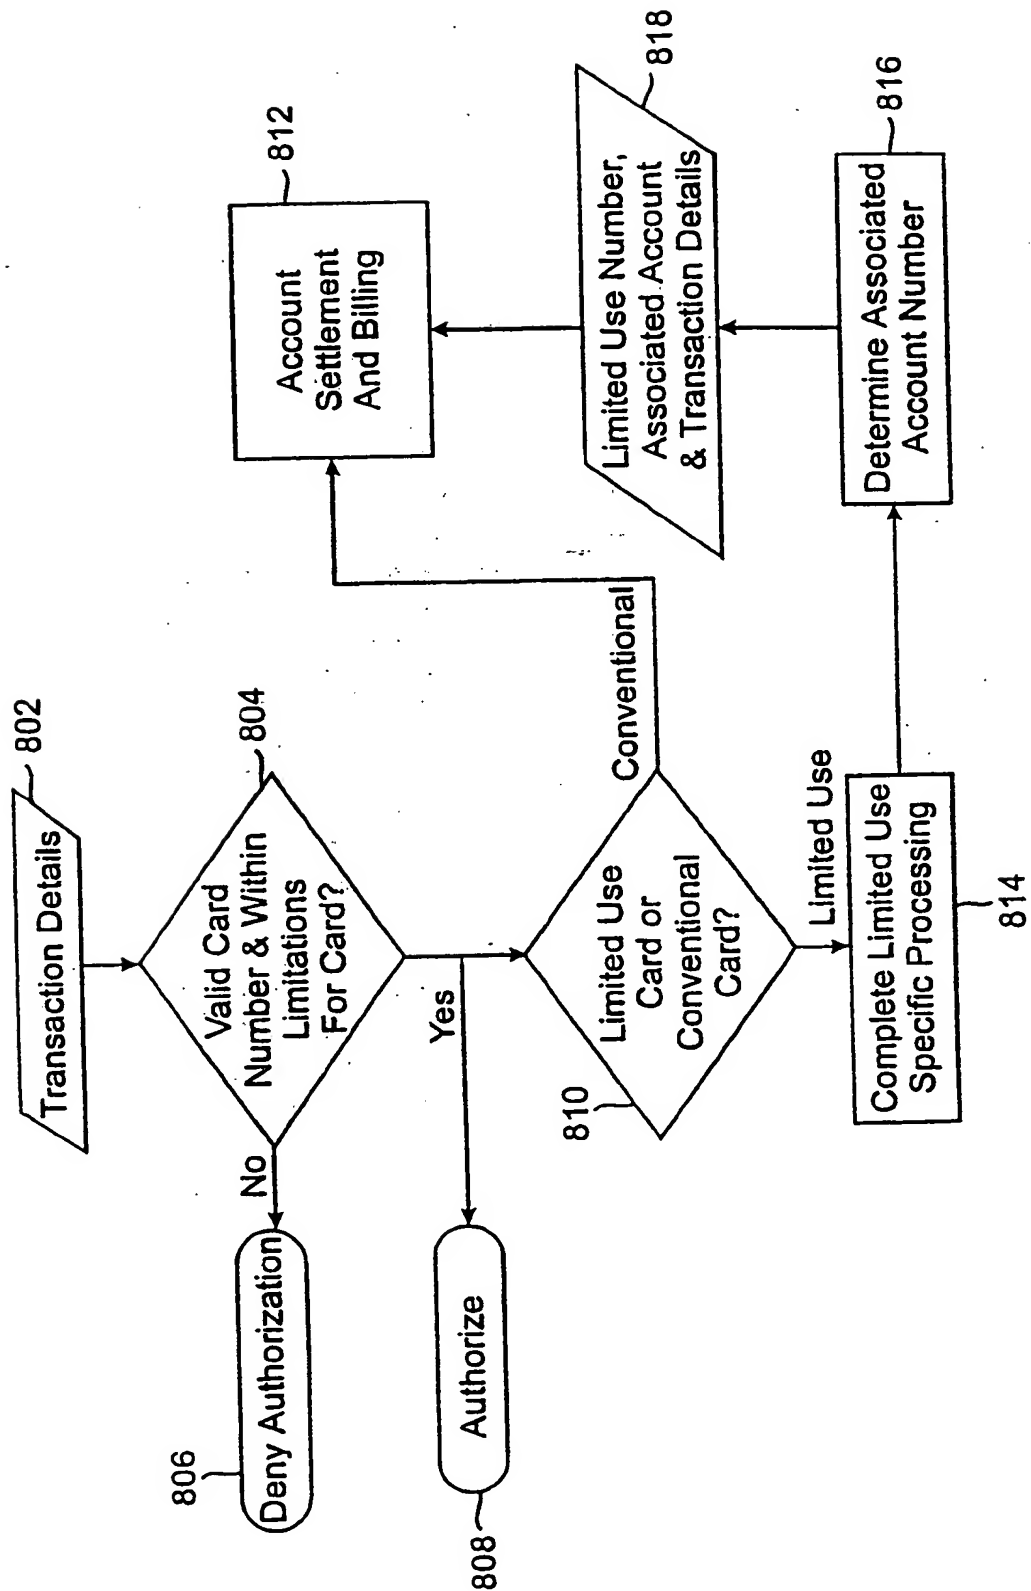 802
Transaction Details
804
Valid Card
Number & Within
Limitations
For Card?
No
806
Deny Authorization
Yes
808
Authorize
810
Limited Use
Card or
Conventional
Card?
Conventional
812
Account
Settlement
And Billing
Limited Use
814
Complete Limited Use
Specific Processing
816
Determine Associated
Account Number
818
Limited Use Number,
Associated Account
& Transaction Details